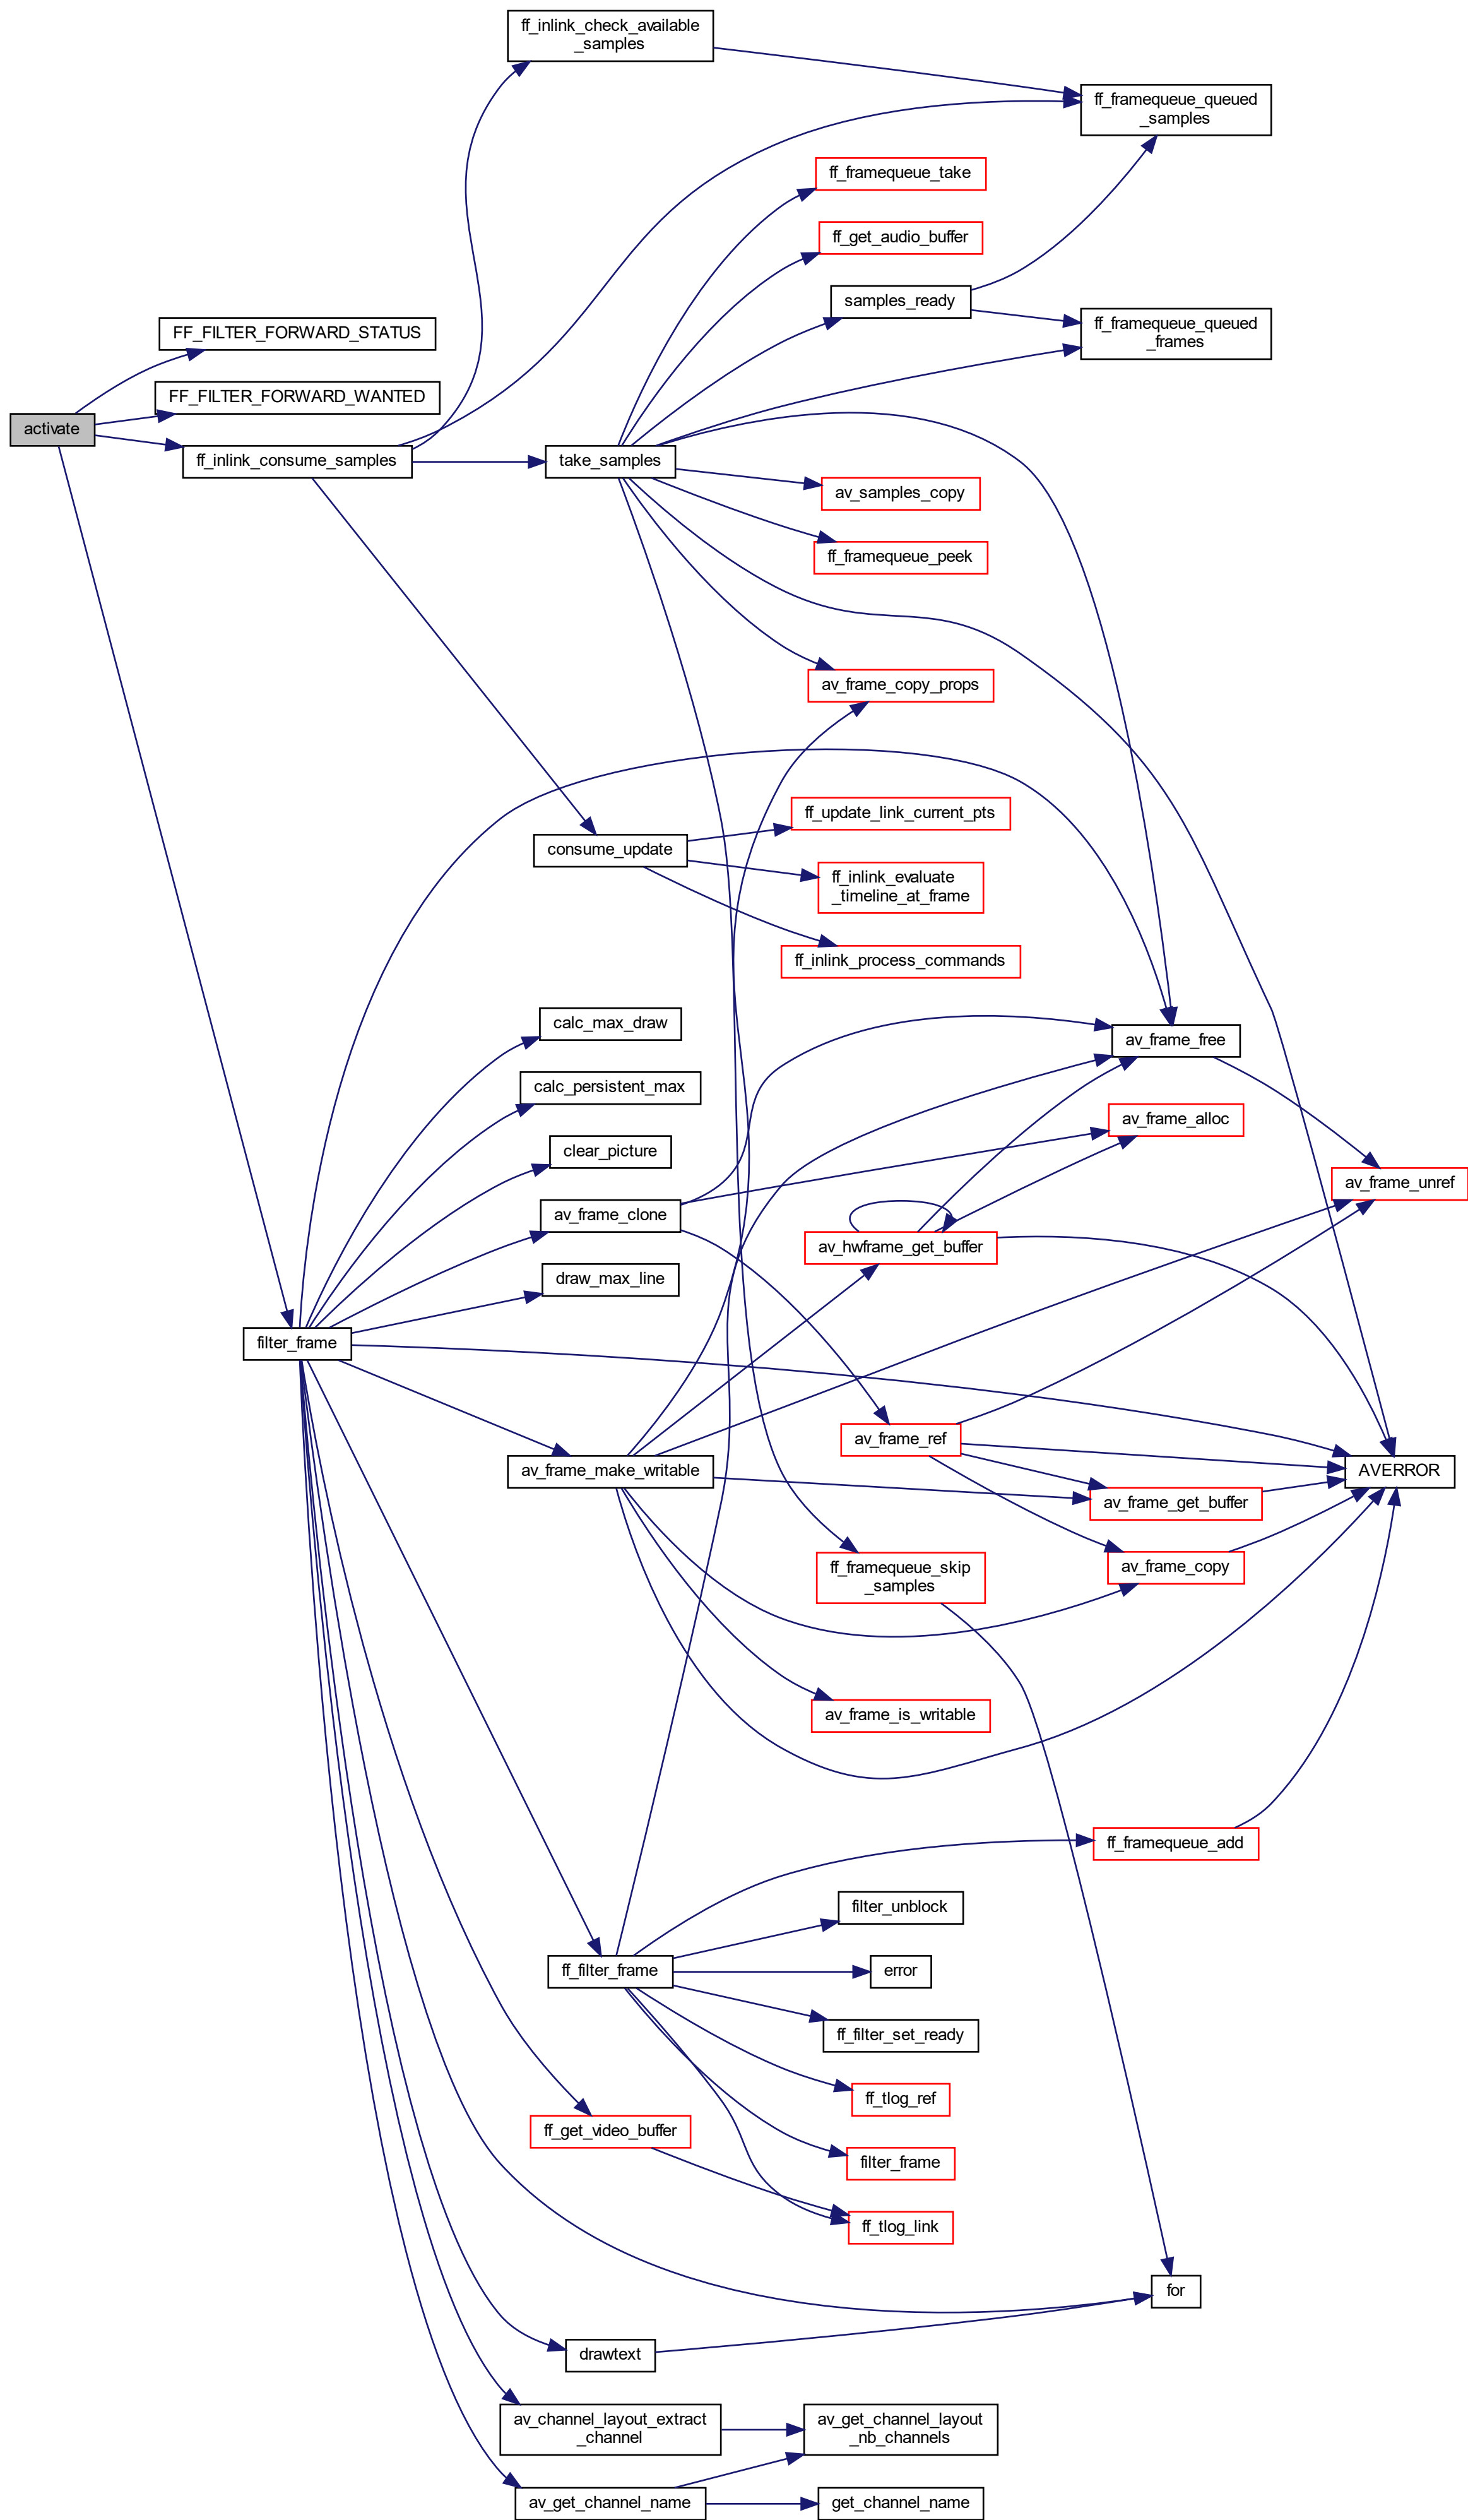 ff_inlink_check_available
_samples
ff_framequeue_queued
_samples
ff_framequeue_take
ff_get_audio_buffer
samples_ready
FF_FILTER_FORWARD_STATUS
ff_framequeue_queued
_frames
FF_FILTER_FORWARD_WANTED
activate
ff_inlink_consume_samples
take_samples
av_samples_copy
ff_framequeue_peek
av_frame_copy_props
ff_update_link_current_pts
consume_update
ff_inlink_evaluate
_timeline_at_frame
ff_inlink_process_commands
calc_max_draw
av_frame_free
calc_persistent_max
av_frame_alloc
clear_picture
av_frame_unref
av_frame_clone
av_hwframe_get_buffer
draw_max_line
filter_frame
av_frame_ref
av_frame_make_writable
AVERROR
av_frame_get_buffer
ff_framequeue_skip
_samples
av_frame_copy
av_frame_is_writable
ff_framequeue_add
filter_unblock
ff_filter_frame
error
ff_filter_set_ready
ff_tlog_ref
ff_get_video_buffer
filter_frame
ff_tlog_link
for
drawtext
av_channel_layout_extract
_channel
av_get_channel_layout
_nb_channels
av_get_channel_name
get_channel_name